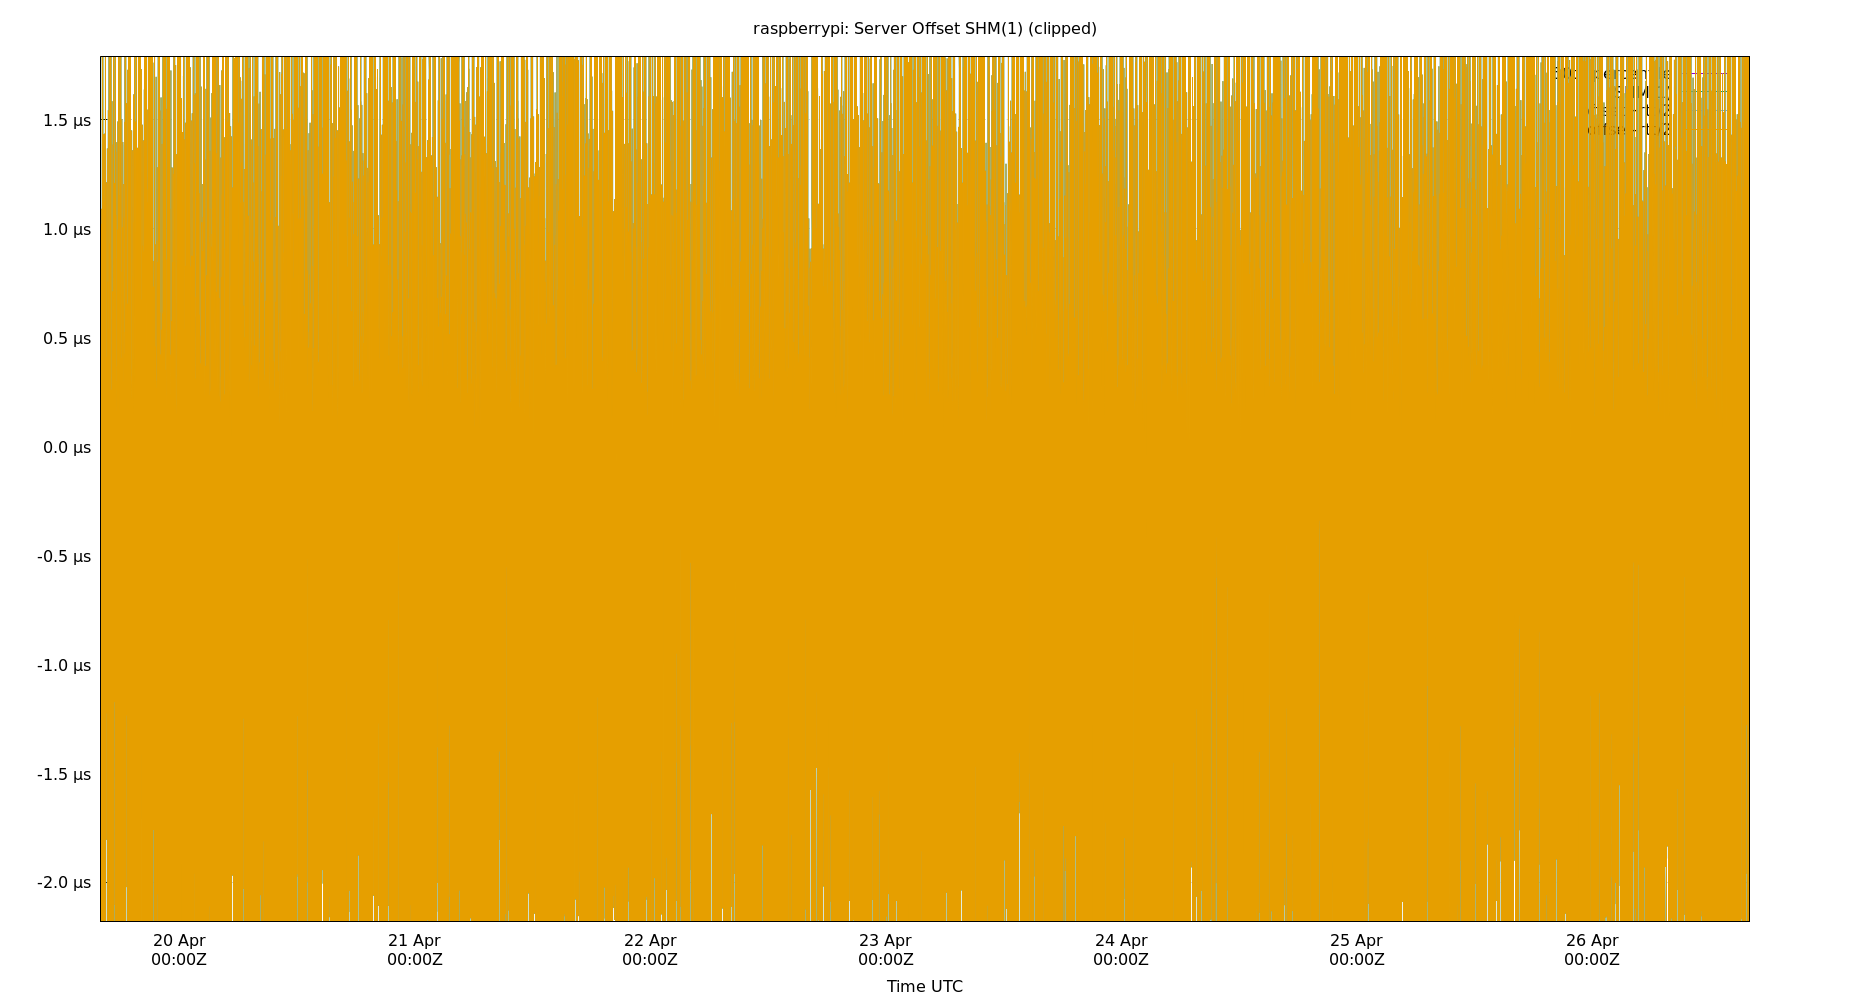 raspberrypi: Server Offset SHM(1) (clipped)
1.5 µs
1.0 µs
0.5 µs
0.0 µs
-0.5 µs
-1.0 µs
-1.5 µs
-2.0 µs
20 Apr 21 Apr 22 Apr 23 Apr 24 Apr 25 Apr 26 Apr
00:00Z 00:00Z 00:00Z 00:00Z 00:00Z 00:00Z 00:00Z
Time UTC